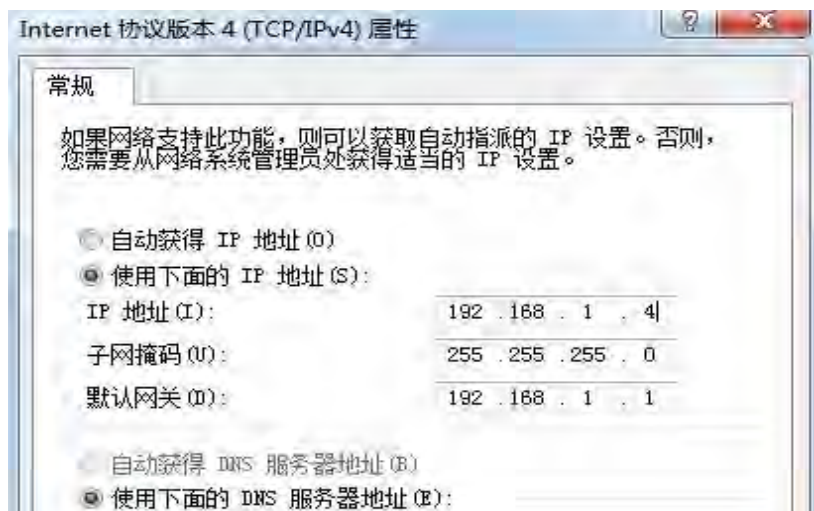 Internet 协议版本 4 (TCP/IPv4) 属性
?
常规
如果网络支持此功能，则可以获取自动指派的 IP 设置。否则，
您需要从网络系统管理员处获得适当的 IP 设置。
自动获得 IP 地址(O)
使用下面的 IP 地址(S):
IP 地址(I): 192 .168 . 1 . 4
子网掩码(U): 255 .255 .255 . 0
默认网关(D): 192 .168 . 1 . 1
自动获得 DNS 服务器地址(B)
使用下面的 DNS 服务器地址(E):